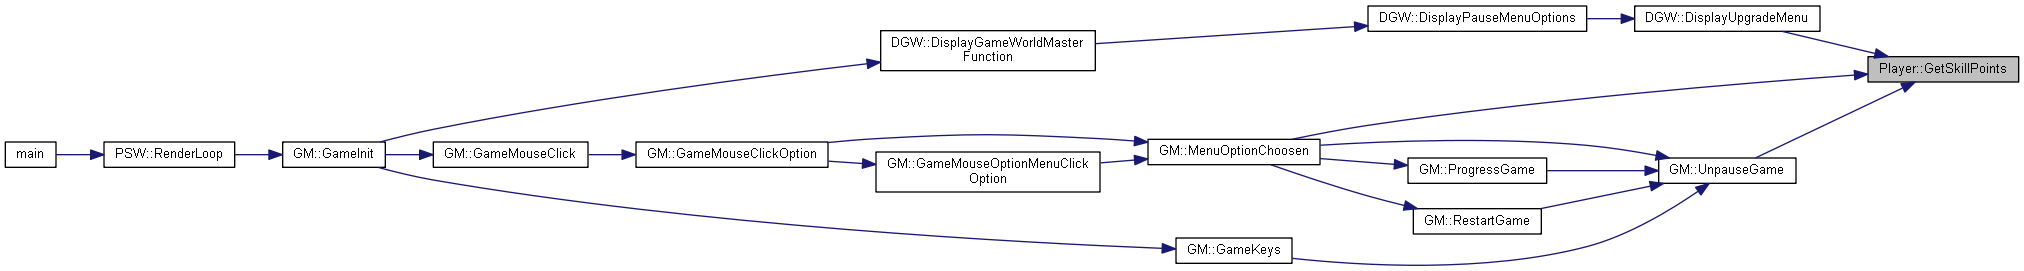 DGW::DisplayPauseMenuOptions
DGW::DisplayUpgradeMenu
DGW::DisplayGameWorldMaster
Function
Player::GetSkillPoints
main
PSW::RenderLoop
GM::GameInit
GM::GameMouseClick
GM::GameMouseClickOption
GM::MenuOptionChoosen
GM::GameMouseOptionMenuClick
Option
GM::ProgressGame
GM::UnpauseGame
GM::RestartGame
GM::GameKeys